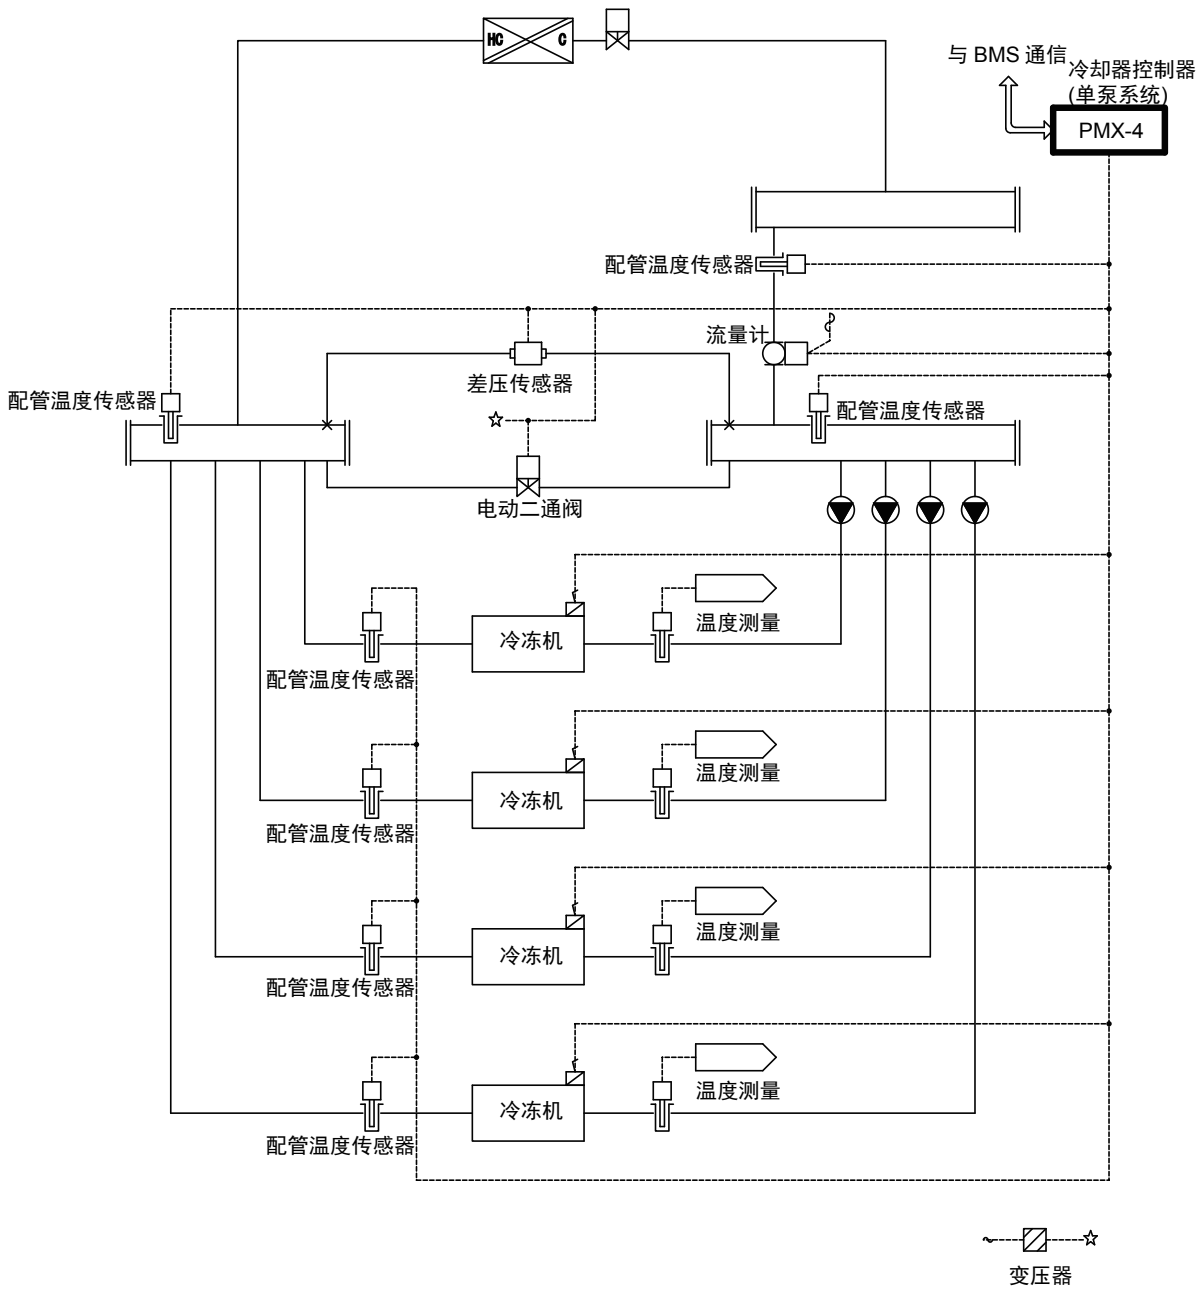 HC
C
与 BMS 通信
冷却器控制器
(单泵系统)
PMX-4
配管温度传感器
流量计
差压传感器
配管温度传感器
配管温度传感器
电动二通阀
冷冻机
温度测量
配管温度传感器
冷冻机
温度测量
配管温度传感器
冷冻机
温度测量
配管温度传感器
冷冻机
温度测量
配管温度传感器
变压器